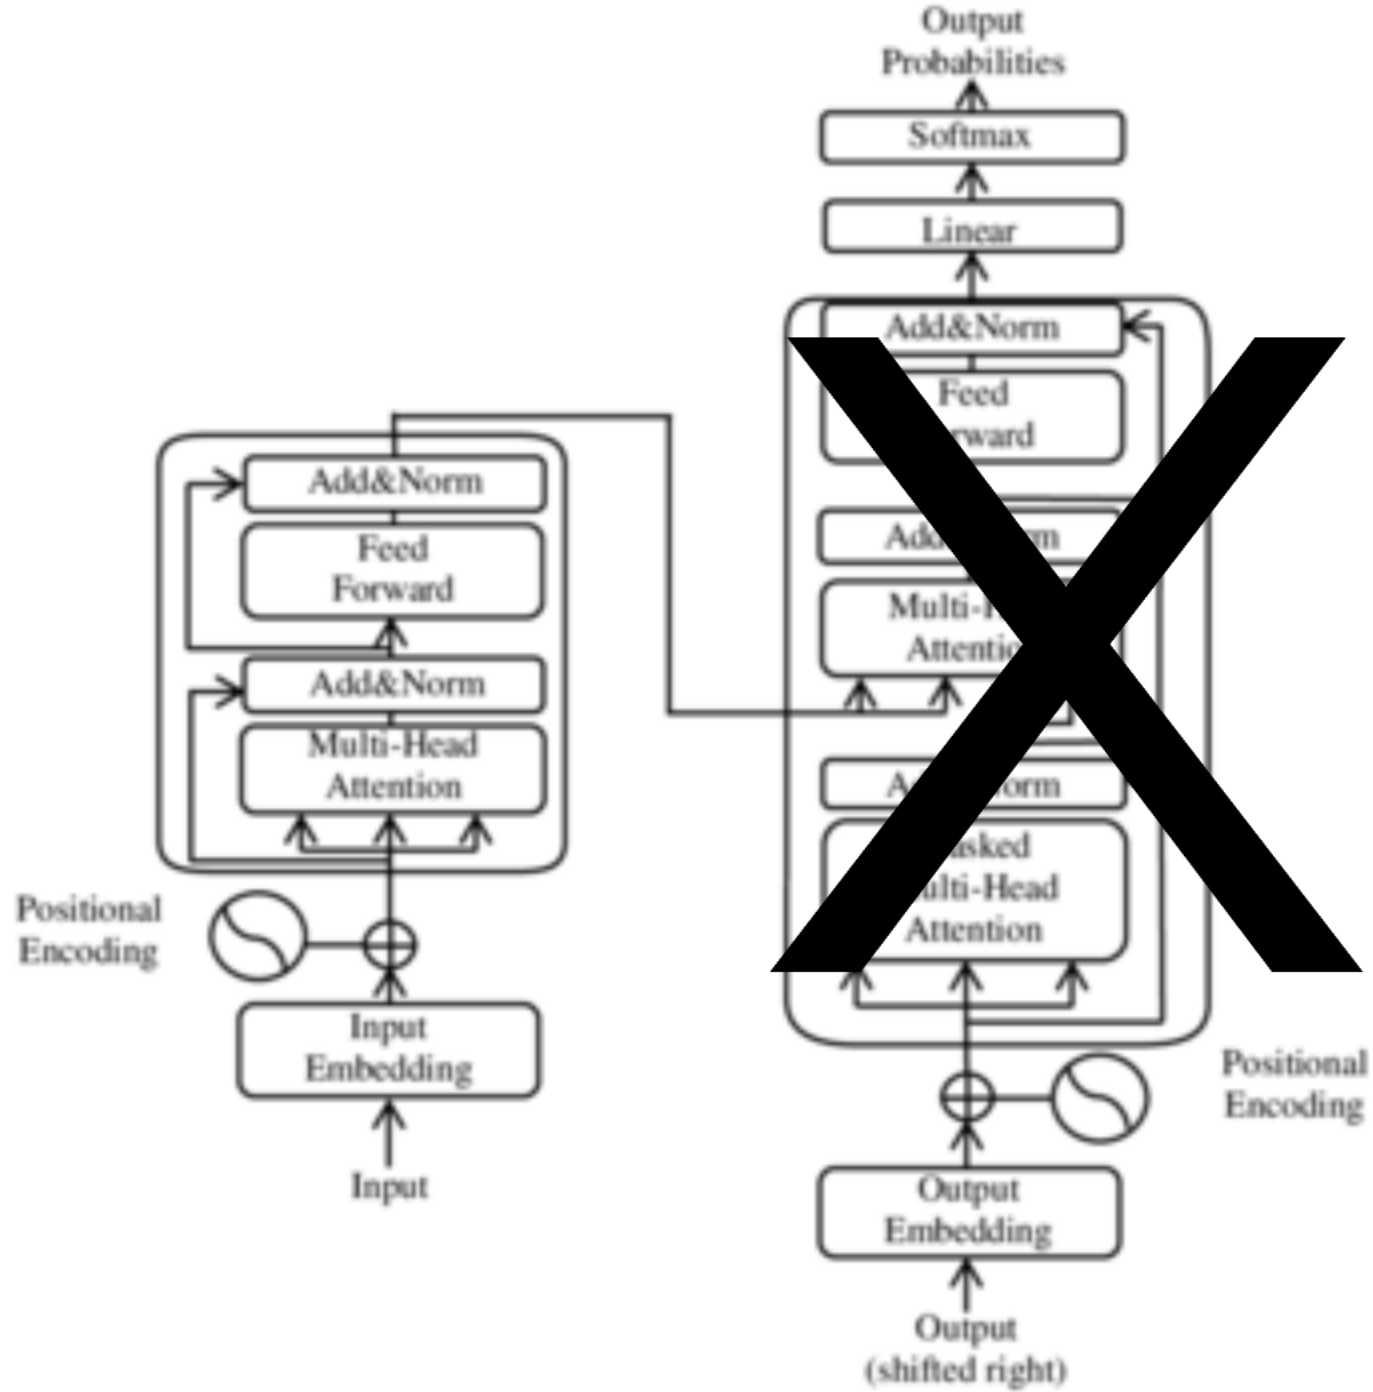 Output
Probabilities
Softmax
Linear
Add&Norm
Feed
Add&Norm
Feed
Forward
Add&Norm
Multi-Head
Attention
Attention
Positional
Encoding
Input
Embedding
Input
Positional
Encoding
Output
Embedding
Output
(shifted right)